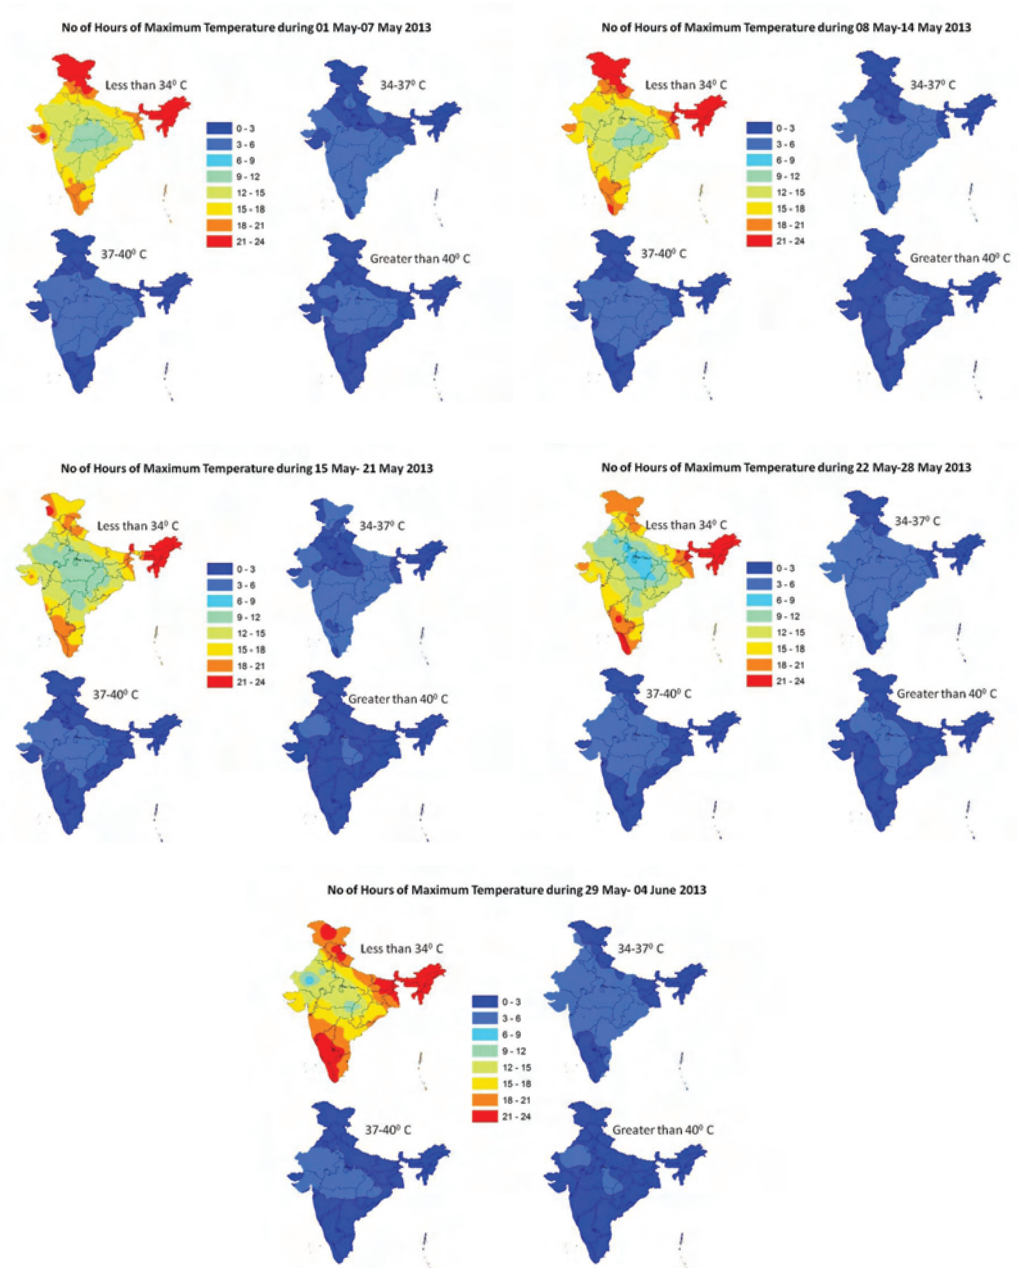 No of Hours of Maximum Temperature during 01 May-07 May 2013
Less than 34⁰ C
34-37⁰ C
0 - 3
3 - 6
6 - 9
9 - 12
12 - 15
15 - 18
18 - 21
21 - 24
37-40⁰ C
Greater than 40⁰ C
No of Hours of Maximum Temperature during 08 May-14 May 2013
Less than 34⁰ C
34-37⁰ C
0 - 3
3 - 6
6 - 9
9 - 12
12 - 15
15 - 18
18 - 21
21 - 24
37-40⁰ C
Greater than 40⁰ C
No of Hours of Maximum Temperature during 15 May- 21 May 2013
Less than 34⁰ C
34-37⁰ C
0 - 3
3 - 6
6 - 9
9 - 12
12 - 15
15 - 18
18 - 21
21 - 24
37-40⁰ C
Greater than 40⁰ C
No of Hours of Maximum Temperature during 22 May-28 May 2013
Less than 34⁰ C
34-37⁰ C
0 - 3
3 - 6
6 - 9
9 - 12
12 - 15
15 - 18
18 - 21
21 - 24
37-40⁰ C
Greater than 40⁰ C
No of Hours of Maximum Temperature during 29 May- 04 June 2013
Less than 34⁰ C
34-37⁰ C
0 - 3
3 - 6
6 - 9
9 - 12
12 - 15
15 - 18
18 - 21
21 - 24
37-40⁰ C
Greater than 40⁰ C